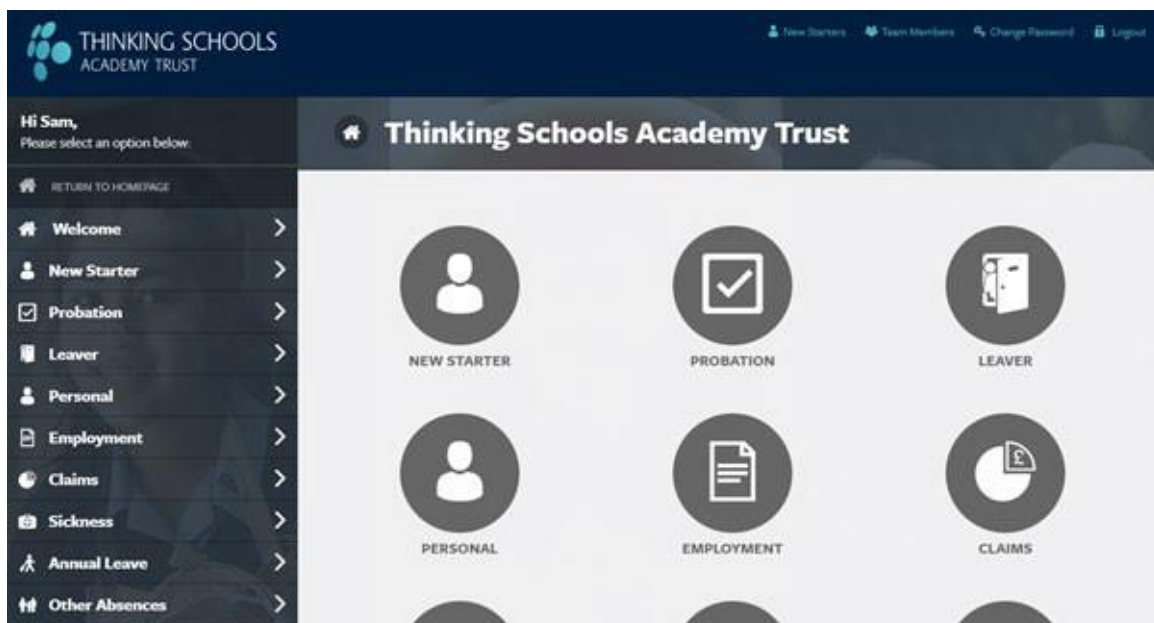 THINKING SCHOOLS
ACADEMY TRUST
New Starters Team Members Change Password Logout
Hi Sam,
Please select an option below:
Thinking Schools Academy Trust
RETURN TO HOMEPAGE
Welcome
New Starter
Probation
Leaver
Personal
Employment
Claims
Sickness
Annual Leave
Other Absences
NEW STARTER
PROBATION
LEAVER
£
PERSONAL
EMPLOYMENT
CLAIMS